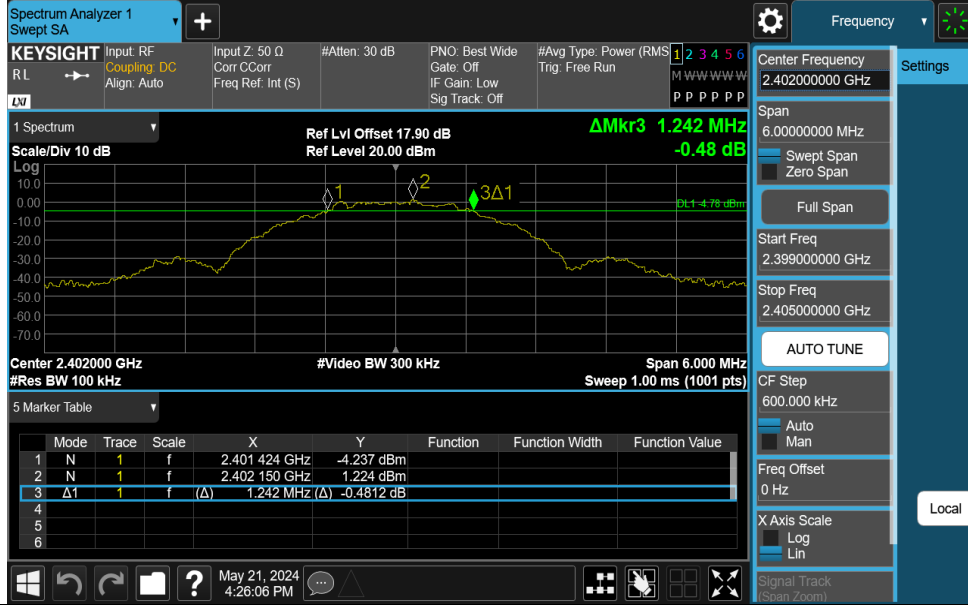 Spectrum Analyzer 1
Swept SA
+
Frequency
KEYSIGHT
RL
LXI
Input: RF
Coupling: DC
Align: Auto
Input Z: 50 Ω
Corr CCorr
Freq Ref: Int (S)
#Atten: 30 dB
PNO: Best Wide
Gate: Off
IF Gain: Low
Sig Track: Off
#Avg Type: Power (RMS
Trig: Free Run
1 2 3 4 5 6
M W W W W W
P P P P P P
1 Spectrum
Scale/Div 10 dB
Ref Lvl Offset 17.90 dB
Ref Level 20.00 dBm
ΔMkr3 1.242 MHz
-0.48 dB
Log
10.0
0.00
-10.0
-20.0
-30.0
-40.0
-50.0
-60.0
-70.0
1
2
3Δ1
DL1 -4.78 dBm
Center 2.402000 GHz
#Video BW 300 kHz
Span 6.000 MHz
#Res BW 100 kHz
Sweep 1.00 ms (1001 pts)
5 Marker Table
Mode Trace Scale X Y Function Function Width Function Value
1 N 1 f 2.401 424 GHz -4.237 dBm
2 N 1 f 2.402 150 GHz 1.224 dBm
3 Δ1 1 f (Δ) 1.242 MHz (Δ) -0.4812 dB
4
5
6
May 21, 2024
4:26:06 PM
?
Center Frequency
2.402000000 GHz
Span
6.00000000 MHz
Swept Span
Zero Span
Full Span
Start Freq
2.399000000 GHz
Stop Freq
2.405000000 GHz
AUTO TUNE
CF Step
600.000 kHz
Auto
Man
Freq Offset
0 Hz
X Axis Scale
Log
Lin
Signal Track
(Span Zoom)
Settings
Local